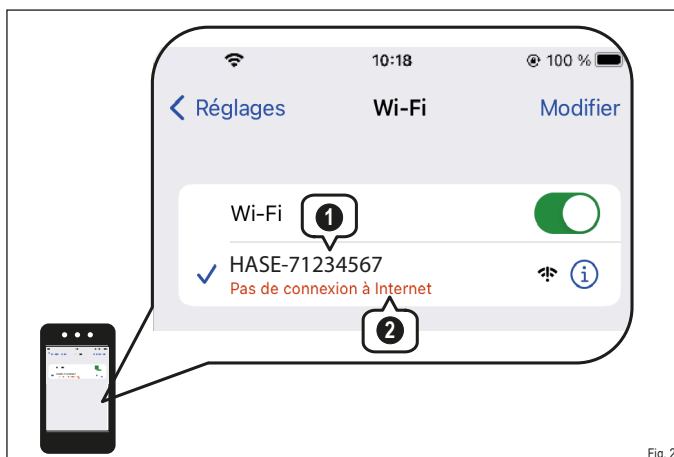 10:18
100 %
Réglages
Wi-Fi
Modifier
Wi-Fi
1
HASE-71234567
Pas de connexion à Internet
2
Fig. 2